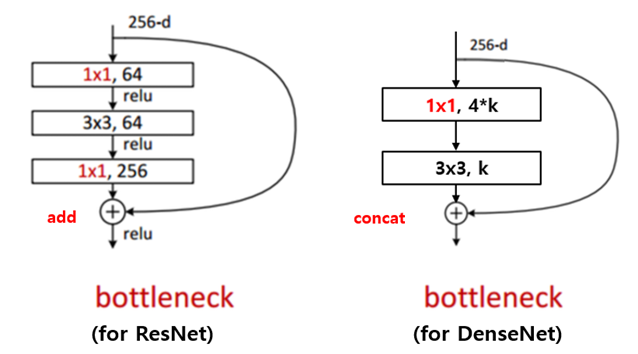 256-d
1x1, 64
relu
3x3, 64
relu
1x1, 256
add
+
relu
bottleneck
(for ResNet)
256-d
1x1, 4*k
3x3, k
concat
+
bottleneck
(for DenseNet)